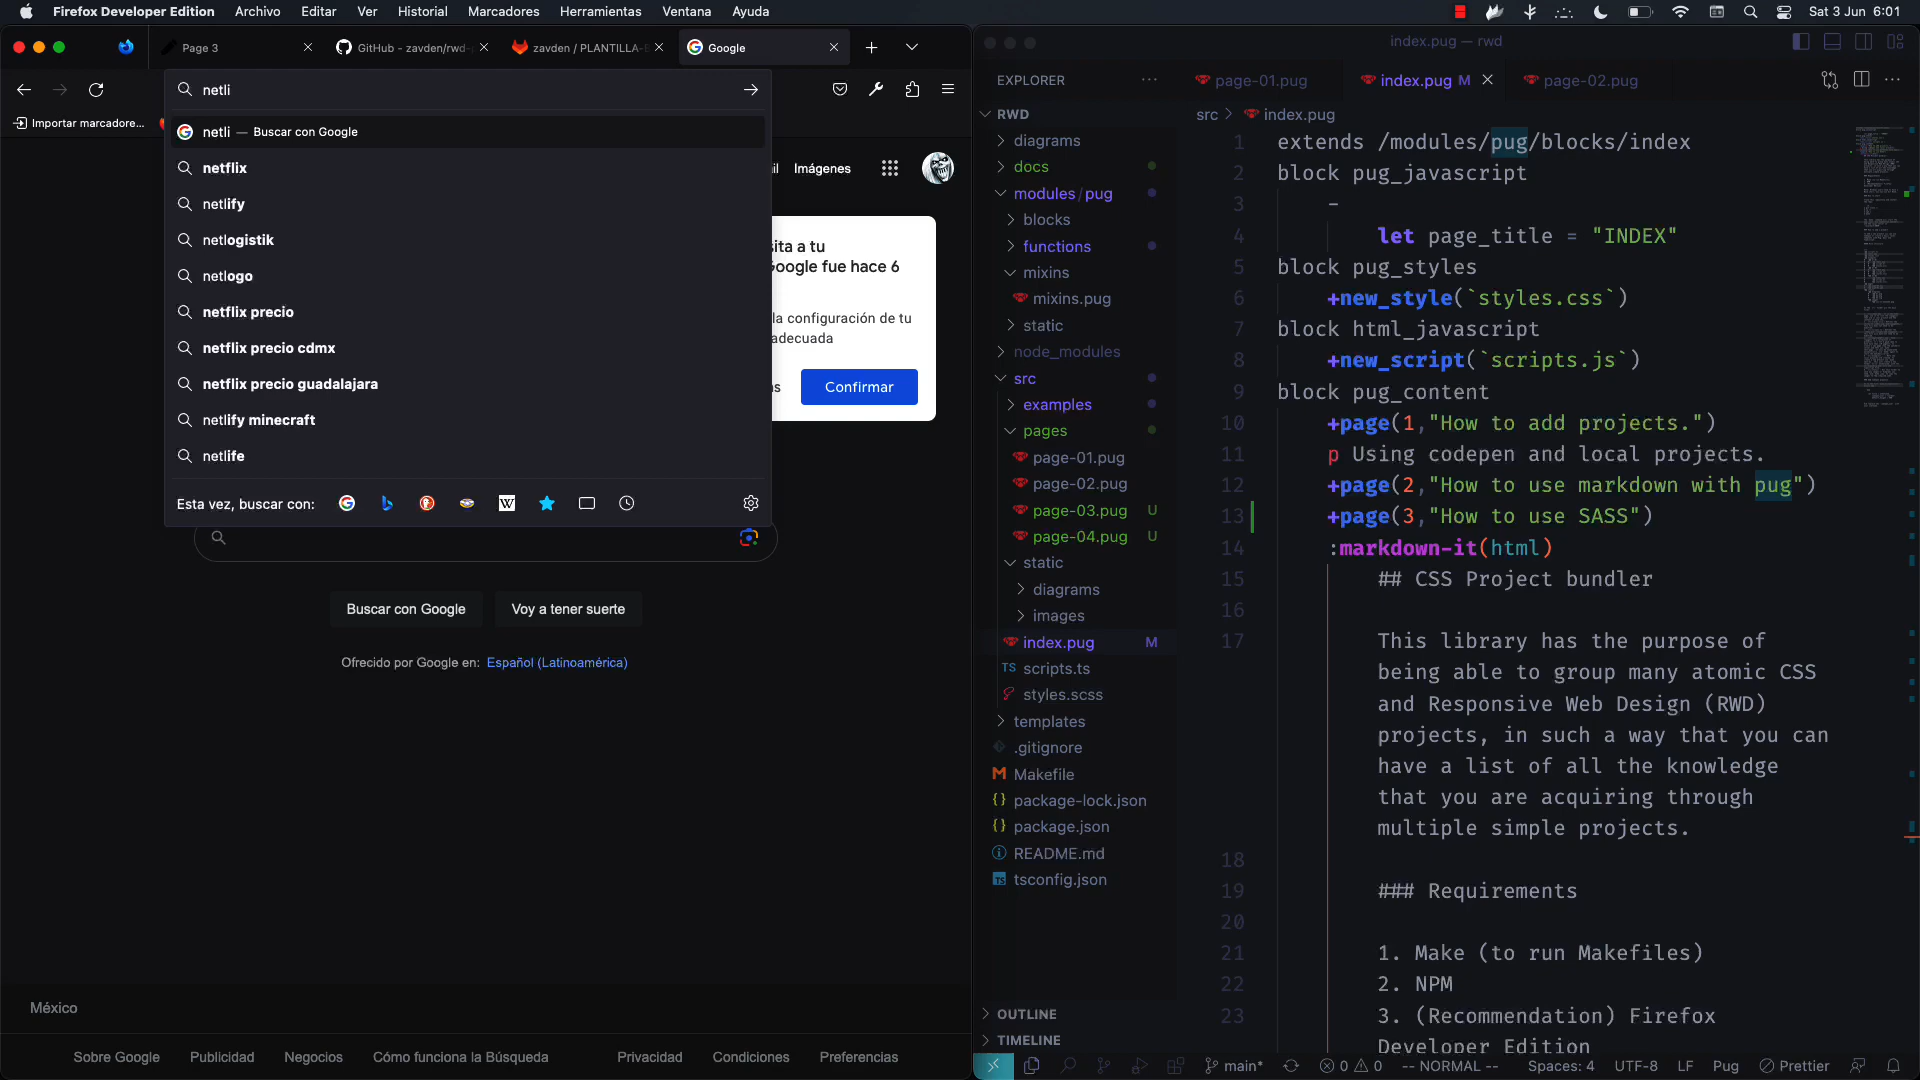 Firefox Developer Edition Archivo Editar Ver Historial Marcadores Herramientas Ventana Ayuda Sat 3 Jun 6:01
Page 3
GitHub - zavden/rwd-
zavden / PLANTILLA-
Google
netli
Importar marcadore...
netli — Buscar con Google
netflix
netlify
netlogistik
netlogo
netflix precio
netflix precio cdmx
netflix precio guadalajara
netlify minecraft
netlife
Esta vez, buscar con:
Imágenes
sita a tu
Google fue hace 6
la configuración de tu
adecuada
Confirmar
Buscar con Google
Voy a tener suerte
Ofrecido por Google en: Español (Latinoamérica)
México
Sobre Google Publicidad Negocios Cómo funciona la Búsqueda Privacidad Condiciones Preferences
index.pug — rwd
EXPLORER
RWD
diagrams
docs
modules/pug
blocks
functions
mixins
mixins.pug
static
node_modules
src
examples
pages
page-01.pug
page-02.pug
page-03.pug U
page-04.pug U
static
diagrams
images
index.pug M
TS scripts.ts
styles.scss
templates
.gitignore
Makefile
package-lock.json
package.json
README.md
tsconfig.json
OUTLINE
TIMELINE
page-01.pug
index.pug M
page-02.pug
src > index.pug
1 extends /modules/pug/blocks/index
2 block pug_javascript
3 -
4 let page_title = "INDEX"
5 block pug_styles
6 +new_style(`styles.css`)
7 block html_javascript
8 +new_script(`scripts.js`)
9 block pug_content
10 +page(1,"How to add projects.")
11 p Using codepen and local projects.
12 +page(2,"How to use markdown with pug")
13 +page(3,"How to use SASS")
14 :markdown-it(html)
15 ## CSS Project bundler
16
17 This library has the purpose of
being able to group many atomic CSS
and Responsive Web Design (RWD)
projects, in such a way that you can
have a list of all the knowledge
that you are acquiring through
multiple simple projects.
18
19 ### Requirements
20
21 1. Make (to run Makefiles)
22 2. NPM
23 3. (Recommendation) Firefox
Developer Edition
main* 0 0 -- NORMAL -- Spaces: 4 UTF-8 LF Pug Prettier